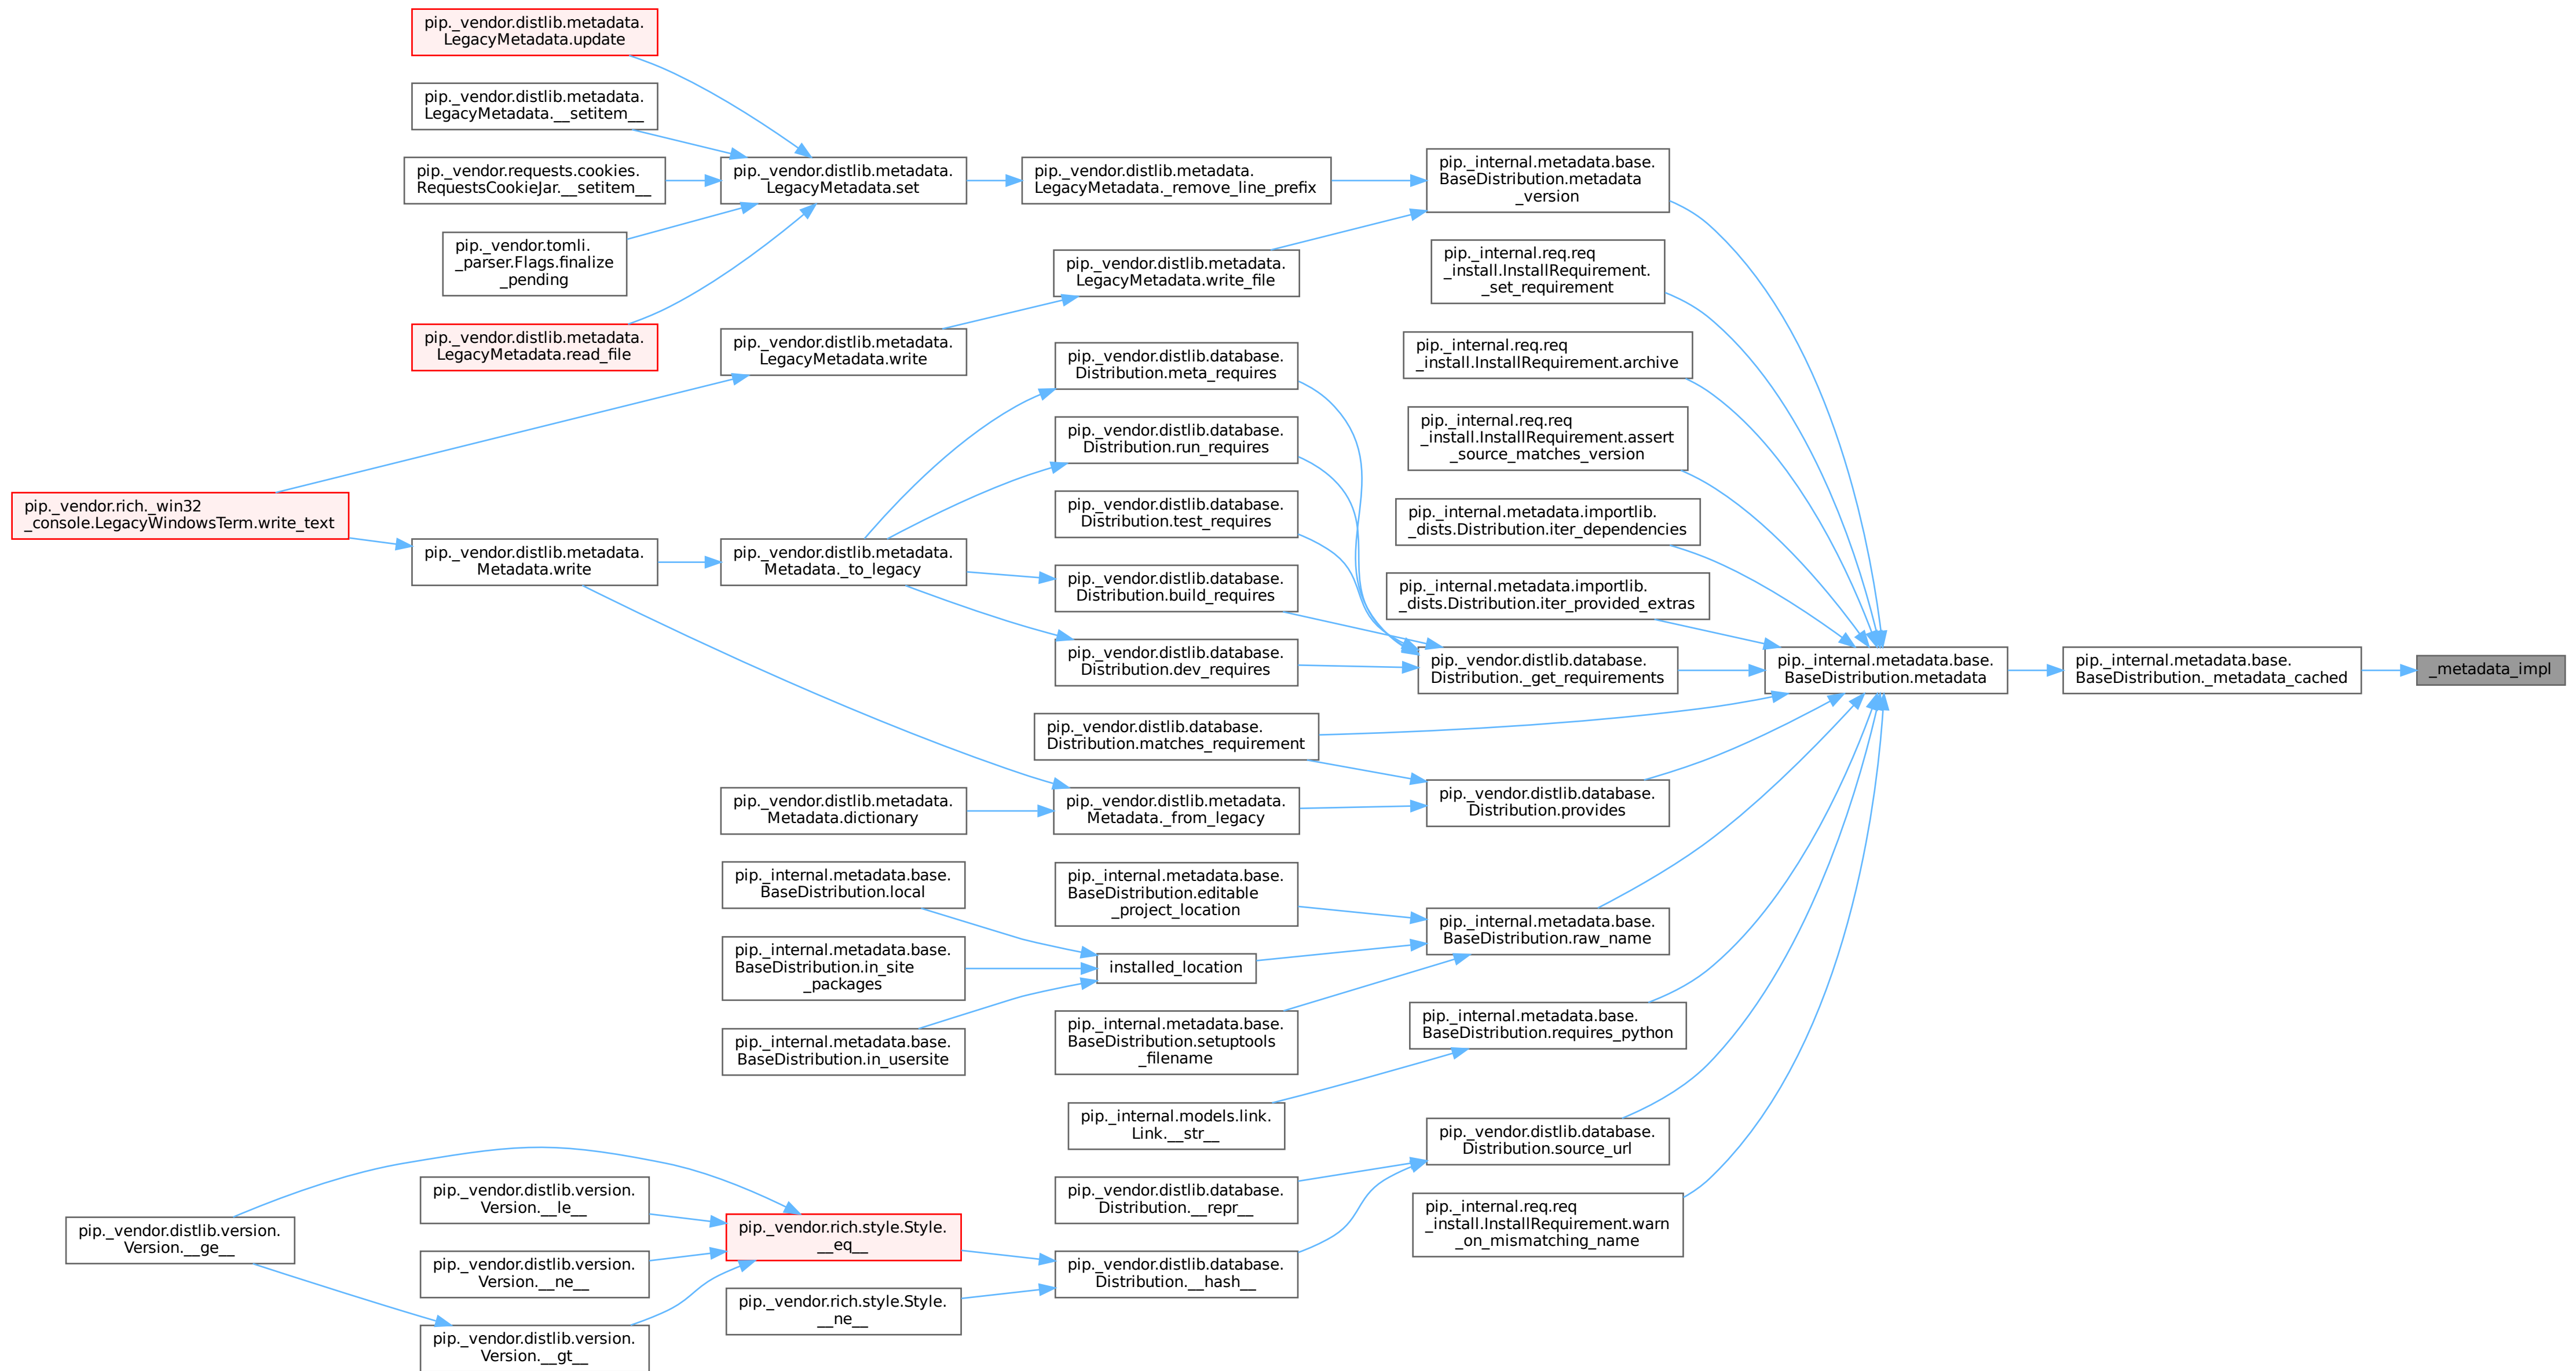 pip._vendor.distlib.metadata.
LegacyMetadata.update
pip._vendor.distlib.metadata.
LegacyMetadata.__setitem__
pip._vendor.requests.cookies.
RequestsCookieJar.__setitem__
pip._vendor.tomli.
_parser.Flags.finalize
_pending
pip._vendor.distlib.metadata.
LegacyMetadata.read_file
pip._vendor.rich._win32
_console.LegacyWindowsTerm.write_text
pip._vendor.distlib.metadata.
Metadata.write
pip._vendor.distlib.version.
Version.__ge__
pip._vendor.distlib.version.
Version.__le__
pip._vendor.distlib.version.
Version.__ne__
pip._vendor.distlib.version.
Version.__gt__
pip._vendor.distlib.metadata.
LegacyMetadata.set
pip._vendor.distlib.metadata.
LegacyMetadata.write
pip._vendor.distlib.metadata.
Metadata._to_legacy
pip._vendor.distlib.metadata.
Metadata.dictionary
pip._internal.metadata.base.
BaseDistribution.local
pip._internal.metadata.base.
BaseDistribution.in_site
_packages
pip._internal.metadata.base.
BaseDistribution.in_usersite
pip._vendor.rich.style.Style.
__eq__
pip._vendor.rich.style.Style.
__ne__
pip._vendor.distlib.metadata.
LegacyMetadata._remove_line_prefix
pip._vendor.distlib.metadata.
LegacyMetadata.write_file
pip._vendor.distlib.database.
Distribution.meta_requires
pip._vendor.distlib.database.
Distribution.run_requires
pip._vendor.distlib.database.
Distribution.test_requires
pip._vendor.distlib.database.
Distribution.build_requires
pip._vendor.distlib.database.
Distribution.dev_requires
pip._vendor.distlib.database.
Distribution.matches_requirement
pip._vendor.distlib.metadata.
Metadata._from_legacy
pip._internal.metadata.base.
BaseDistribution.editable
_project_location
installed_location
pip._internal.metadata.base.
BaseDistribution.setuptools
_filename
pip._internal.models.link.
Link.__str__
pip._vendor.distlib.database.
Distribution.__repr__
pip._vendor.distlib.database.
Distribution.__hash__
pip._internal.metadata.base.
BaseDistribution.metadata
_version
pip._internal.req.req
_install.InstallRequirement.
_set_requirement
pip._internal.req.req
_install.InstallRequirement.archive
pip._internal.req.req
_install.InstallRequirement.assert
_source_matches_version
pip._internal.metadata.importlib.
_dists.Distribution.iter_dependencies
pip._internal.metadata.importlib.
_dists.Distribution.iter_provided_extras
pip._vendor.distlib.database.
Distribution._get_requirements
pip._vendor.distlib.database.
Distribution.provides
pip._internal.metadata.base.
BaseDistribution.raw_name
pip._internal.metadata.base.
BaseDistribution.requires_python
pip._vendor.distlib.database.
Distribution.source_url
pip._internal.req.req
_install.InstallRequirement.warn
_on_mismatching_name
pip._internal.metadata.base.
BaseDistribution.metadata
pip._internal.metadata.base.
BaseDistribution._metadata_cached
_metadata_impl